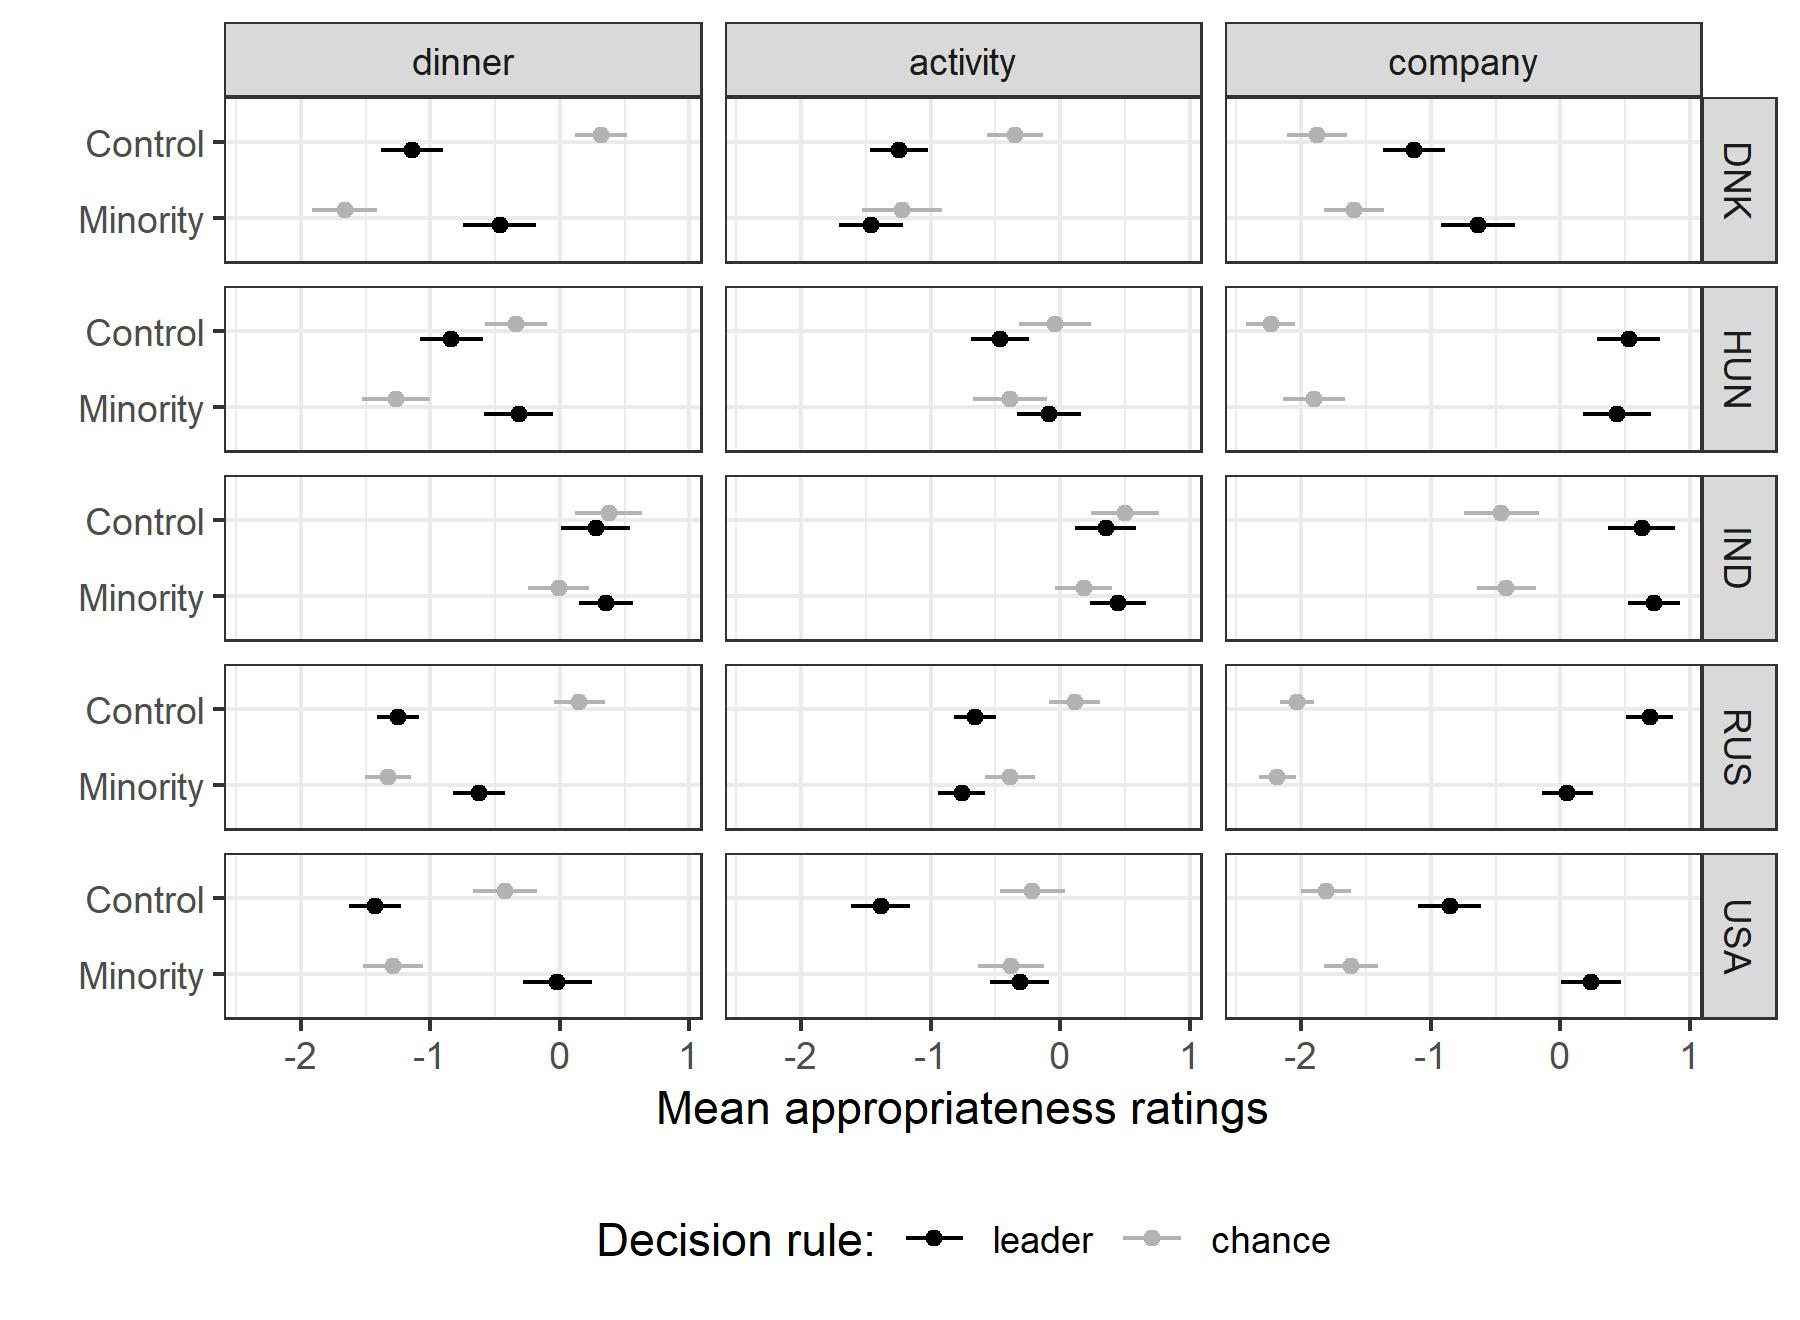 dinner activity company
Control
Minority
DNK
Control
Minority
HUN
Control
Minority
IND
Control
Minority
RUS
Control
Minority
USA
-2 -1 0 1 -2 -1 0 1 -2 -1 0 1
Mean appropriateness ratings
Decision rule: leader chance